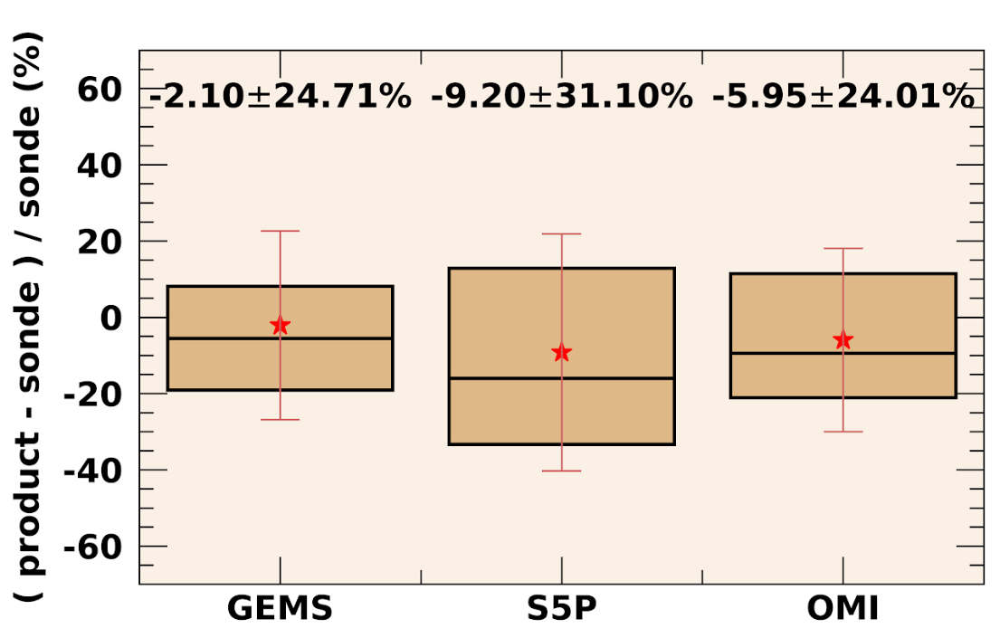 ( product - sonde ) / sonde (%)
60
40
20
0
-20
-40
-60
-2.10±24.71% -9.20±31.10% -5.95±24.01%
GEMS S5P OMI